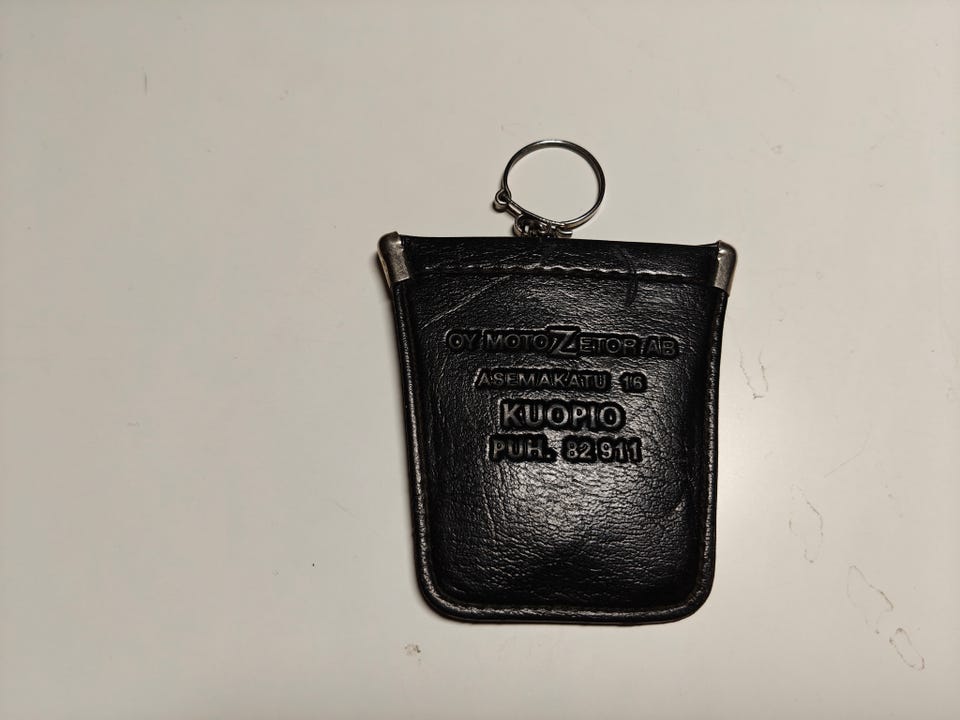 OY MOTOZETOR AB
ASEMAKATU 16
KUOPIO
PUH. 82 911